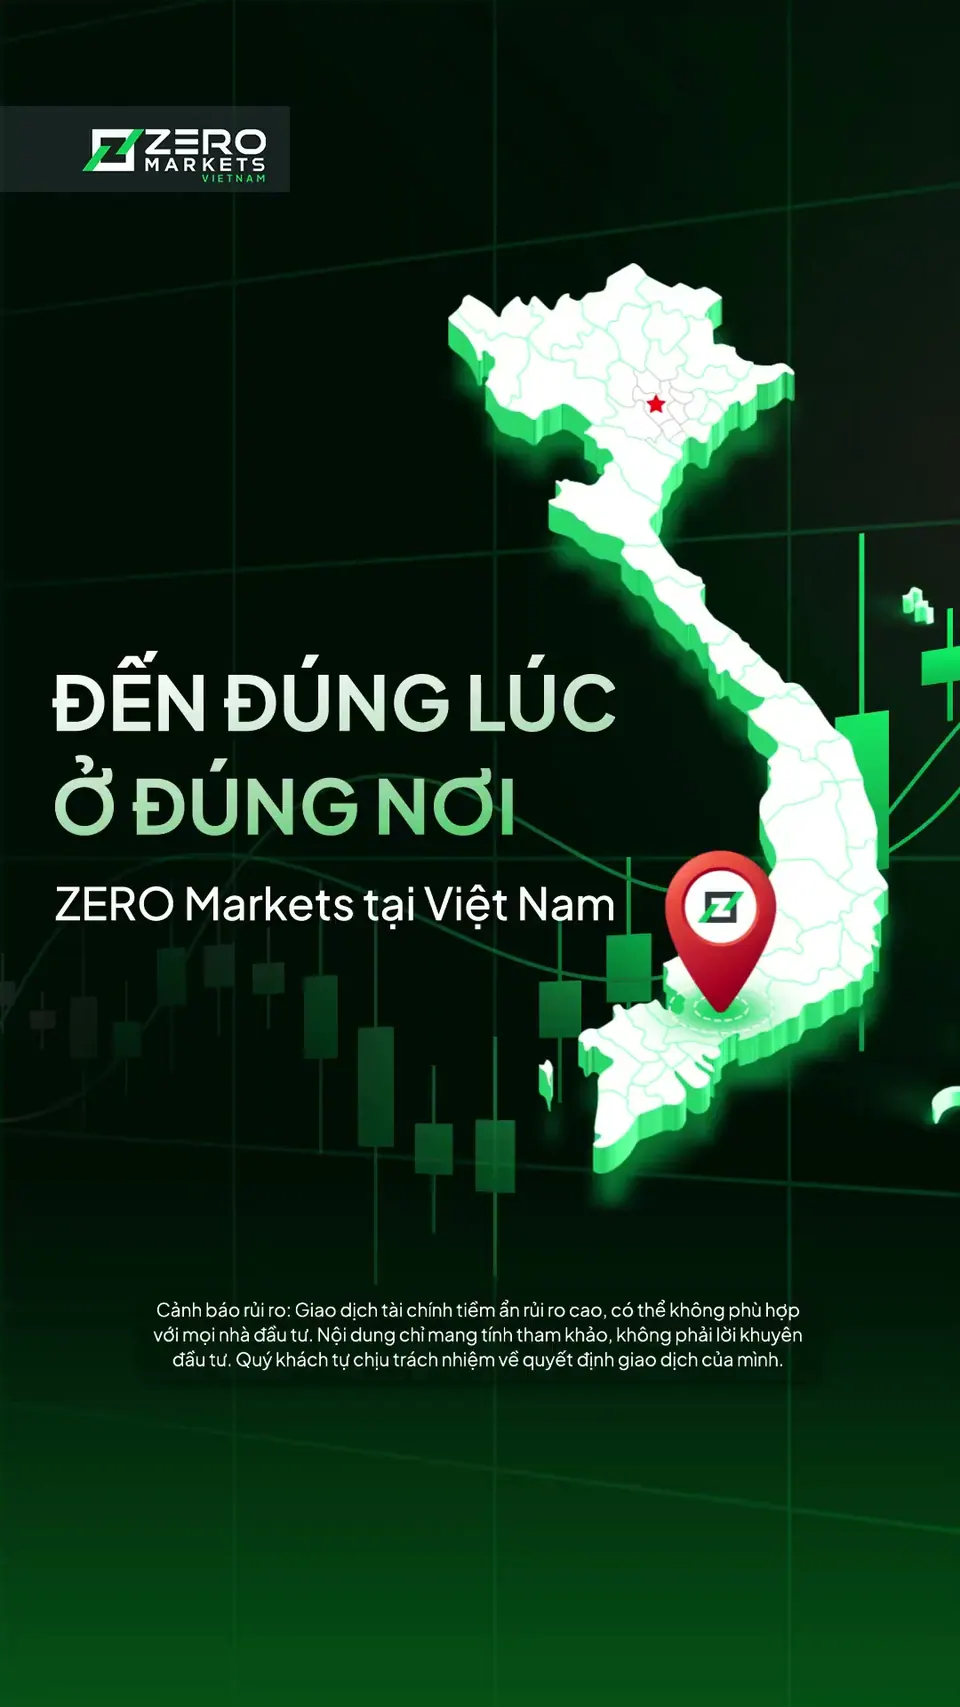 ZERO
MARKETS
VIETNAM
ĐẾN ĐÚNG LÚC
Ở ĐÚNG NƠI
ZERO Markets tại Việt Nam
Cảnh báo rủi ro: Giao dịch tài chính tiềm ẩn rủi ro cao, có thể không phù hợp
với mọi nhà đầu tư. Nội dung chỉ mang tính tham khảo, không phải lời khuyên
đầu tư. Quý khách tự chịu trách nhiệm về quyết định giao dịch của mình.